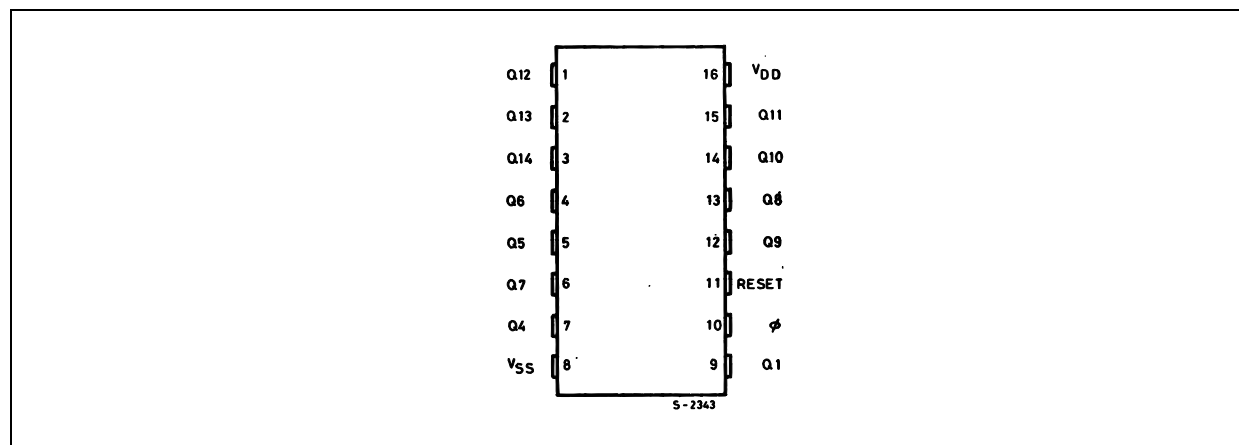 Q12 1 16 VDD
Q13 2 15 Q11
Q14 3 14 Q10
Q6 4 13 Q8
Q5 5 12 Q9
Q7 6 11 RESET
Q4 7 10 ø
VSS 8 9 Q1
S-2343